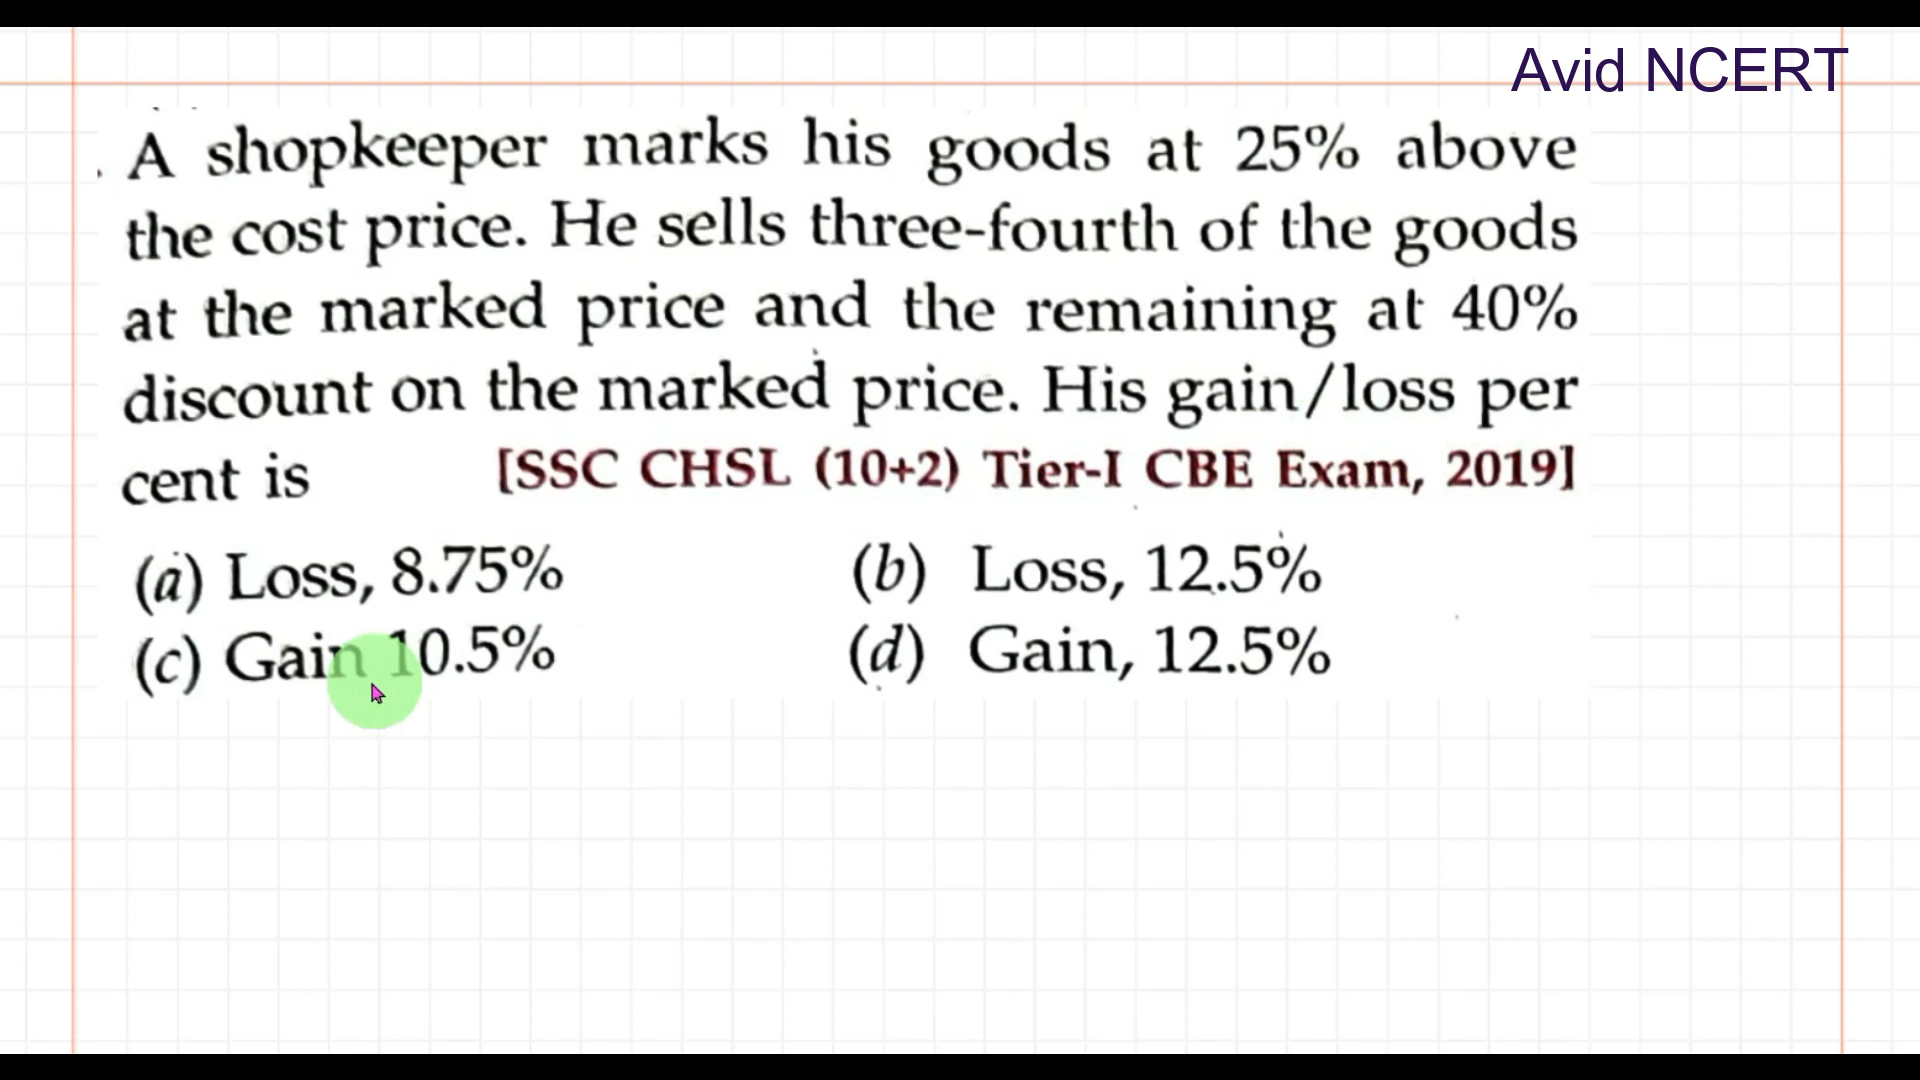 Avid NCERT
A shopkeeper marks his goods at 25% above
the cost price. He sells three-fourth of the goods
at the marked price and the remaining at 40%
discount on the marked price. His gain/loss per
cent is [SSC CHSL (10+2) Tier-I CBE Exam, 2019]
(a) Loss, 8.75% (b) Loss, 12.5%
(c) Gain 10.5% (d) Gain, 12.5%